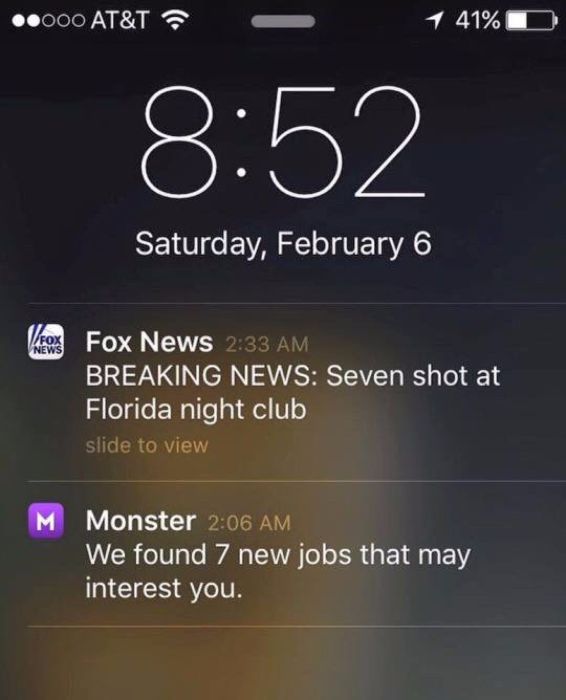 AT&T 41%
8:52
Saturday, February 6
FOX
NEWS
Fox News 2:33 AM
BREAKING NEWS: Seven shot at
Florida night club
slide to view
M
Monster 2:06 AM
We found 7 new jobs that may
interest you.